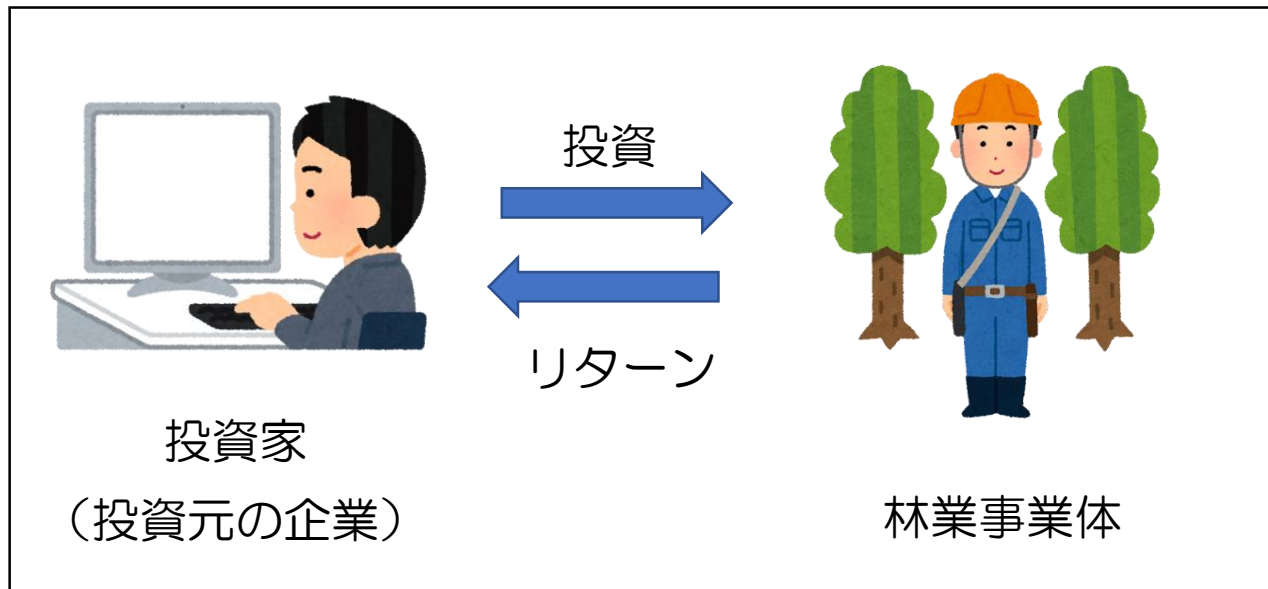 投資
リターン
投資家
（投資元の企業）
林業事業体